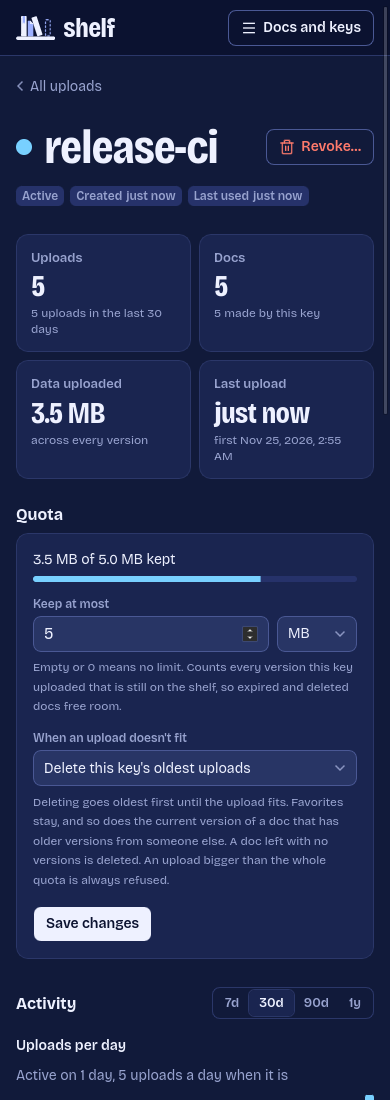 shelf
Docs and keys
All uploads
release-ci
Revoke...
Active
Created just now
Last used just now
Uploads
5
5 uploads in the last 30
days
Docs
5
5 made by this key
Data uploaded
3.5 MB
across every version
Last upload
just now
first Nov 25, 2026, 2:55
AM
Quota
3.5 MB of 5.0 MB kept
Keep at most
5
MB
Empty or 0 means no limit. Counts every version this key
uploaded that is still on the shelf, so expired and deleted
docs free room.
When an upload doesn't fit
Delete this key's oldest uploads
Deleting goes oldest first until the upload fits. Favorites
stay, and so does the current version of a doc that has
older versions from someone else. A doc left with no
versions is deleted. An upload bigger than the whole
quota is always refused.
Save changes
Activity
7d
30d
90d
1y
Uploads per day
Active on 1 day, 5 uploads a day when it is